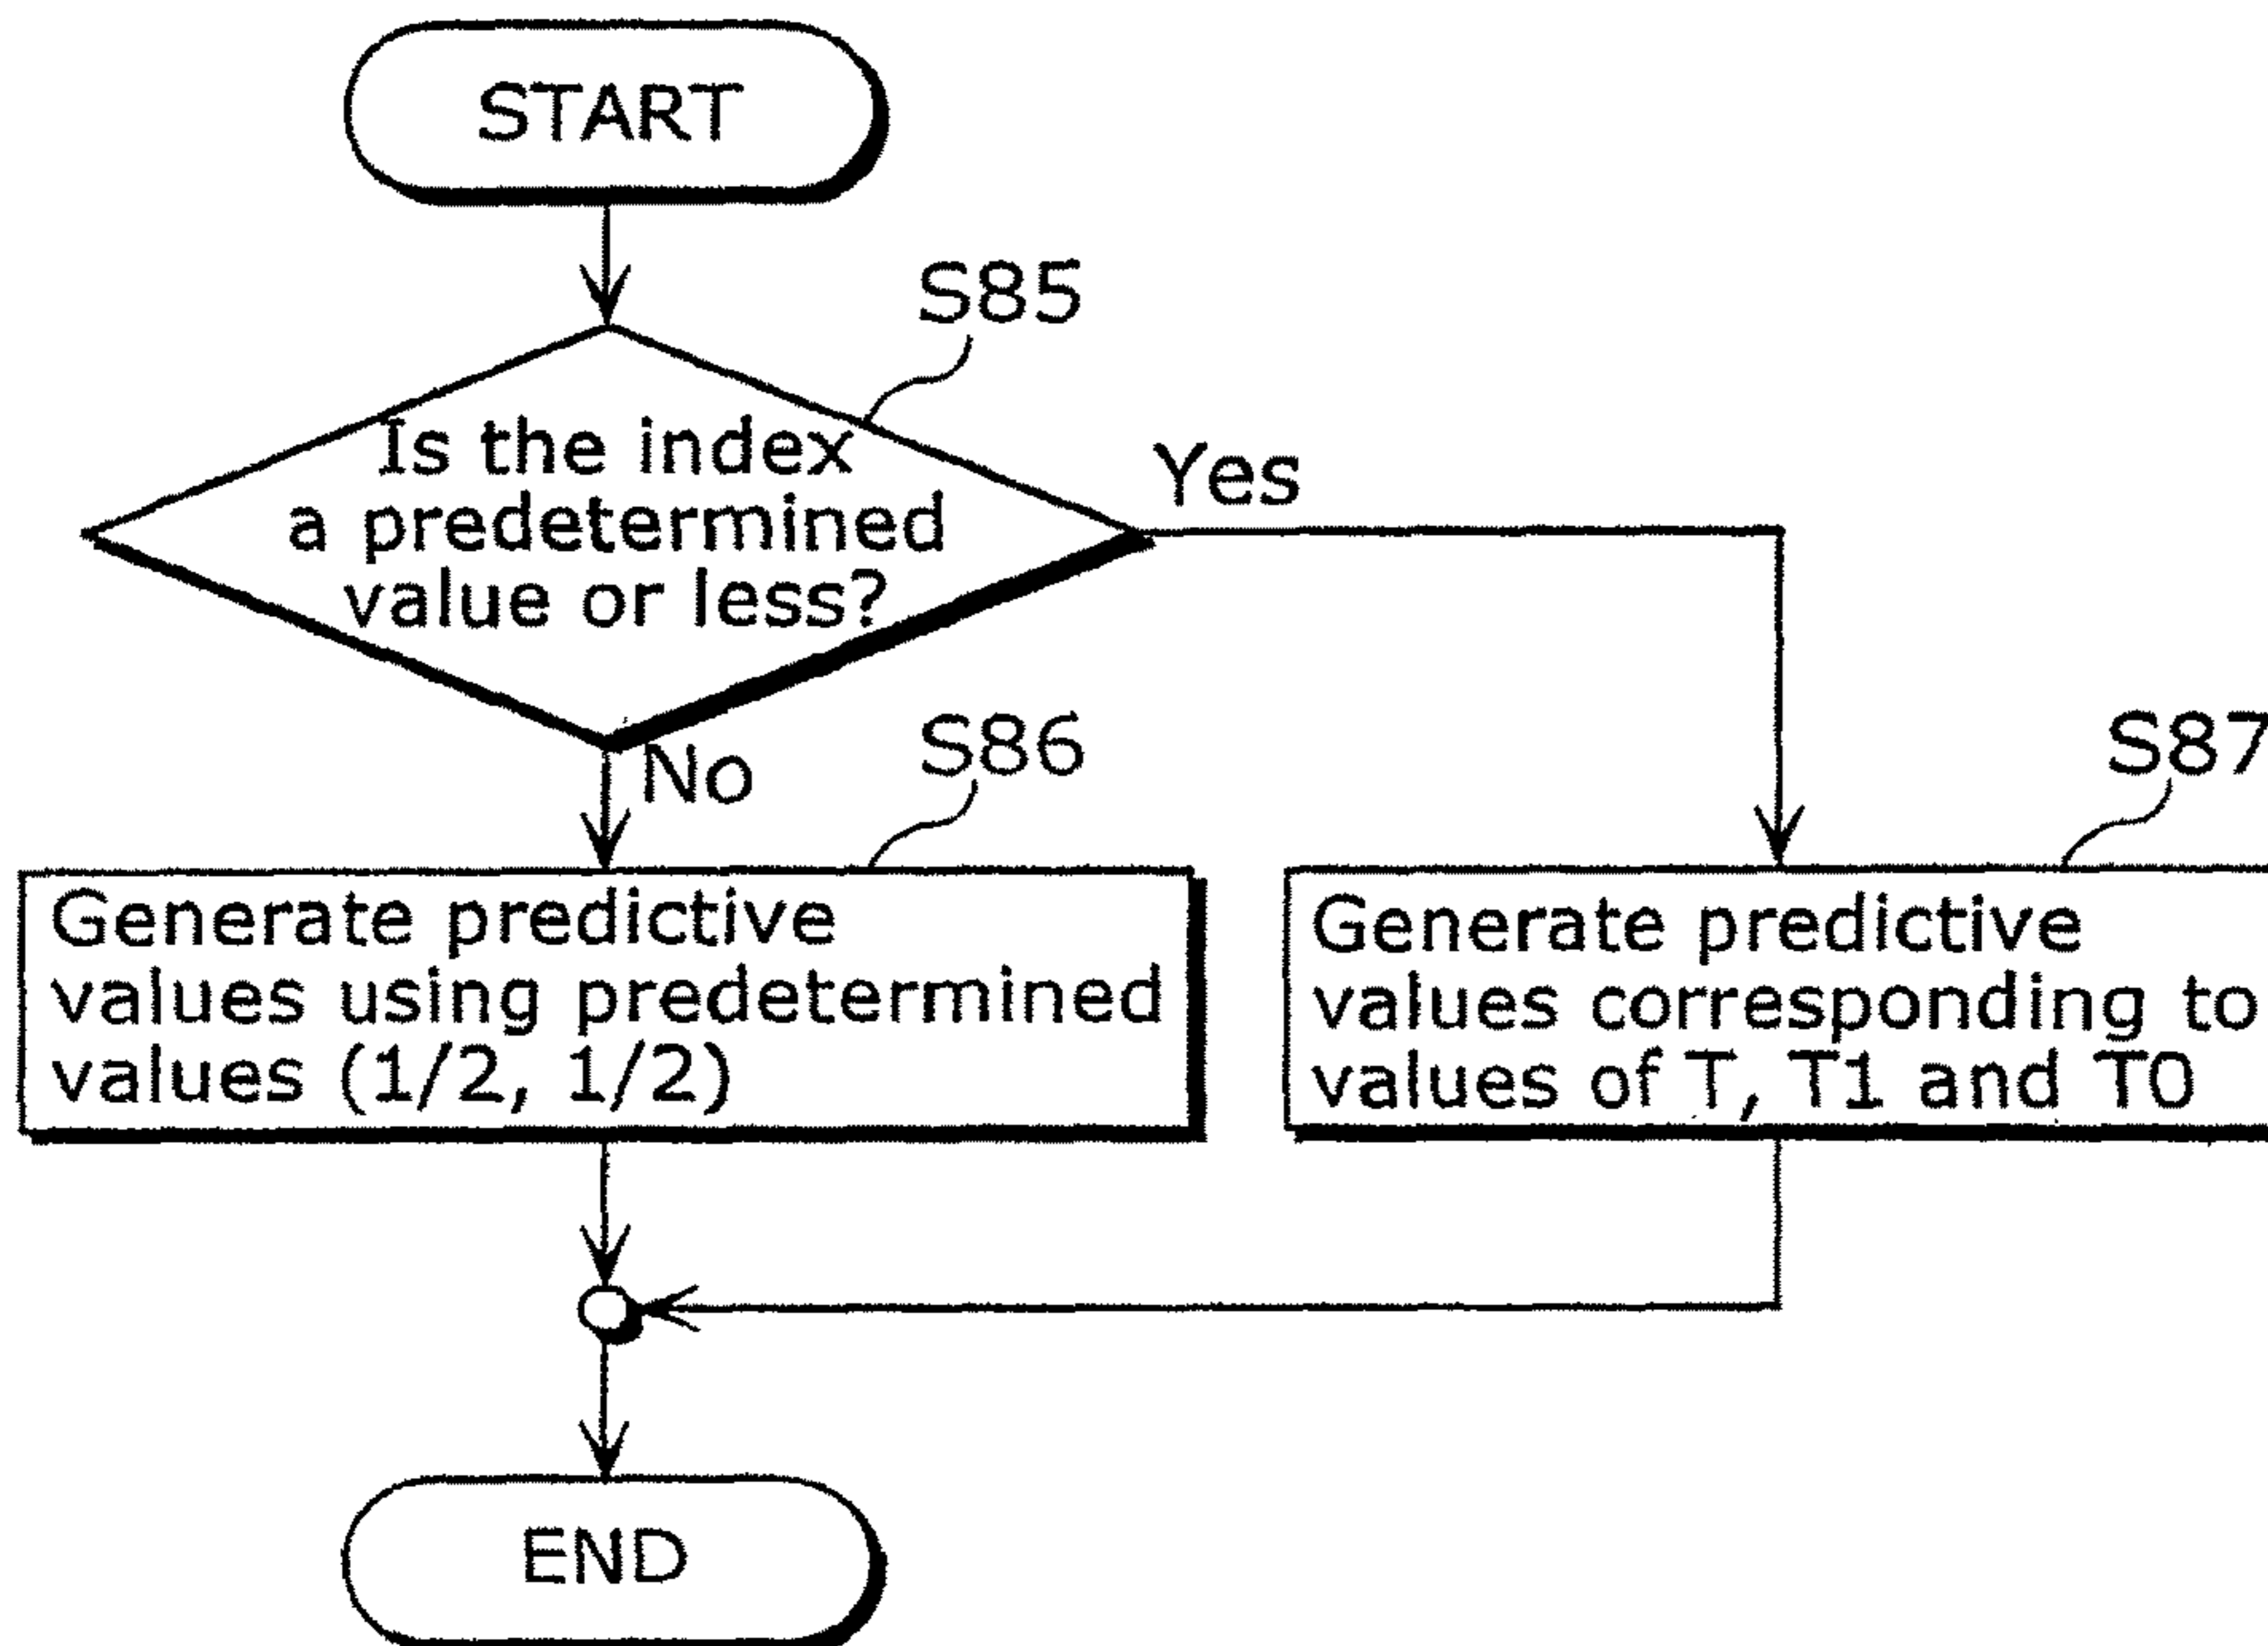 START
S85
Is the index
a predetermined
value or less?
Yes
No
S86
S87
Generate predictive
values using predetermined
values (1/2, 1/2)
Generate predictive
values corresponding to
values of T, T1 and T0
END